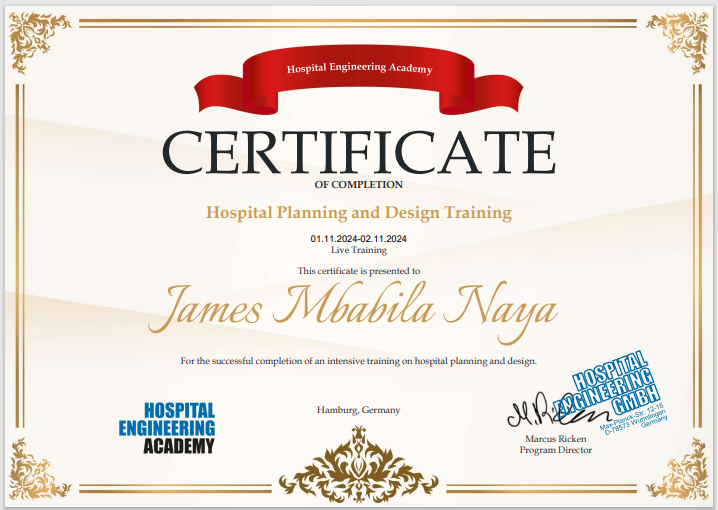 Hospital Engineering Academy
CERTIFICATE
OF COMPLETION
Hospital Planning and Design Training
01.11.2024-02.11.2024
Live Training
This certificate is presented to
James Mbabila Naya
For the successful completion of an intensive training on hospital planning and design.
HOSPITAL
ENGINEERING
ACADEMY
Hamburg, Germany
HOSPITAL
ENGINEERING
GMBH
Max-Planck-Str. 12-16
D-78573 Wurmlingen
Germany
Marcus Ricken
Program Director